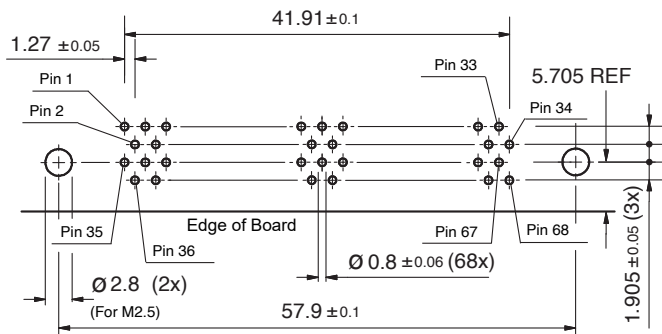 41.91 ±0.1
1.27 ±0.05
Pin 1
Pin 33
5.705 REF
Pin 2
Pin 34
Edge of Board
Pin 35
Pin 36
Pin 67
Pin 68
Ø 0.8 ±0.06 (68x)
Ø 2.8 (2x)
(For M2.5)
57.9 ±0.1
1.905 ±0.05 (3x)